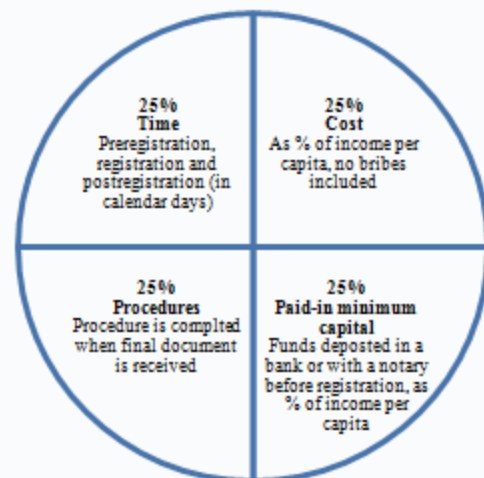 25%
Time
Preregistration,
registration and
postregistration (in
calendar days)
25%
Cost
As % of income per
capita, no bribes
included
25%
Procedures
Procedure is complted
when final document
is received
25%
Paid-in minimum
capital
Funds deposted in a
bank or with a notary
before registration, as
% of income per
capita